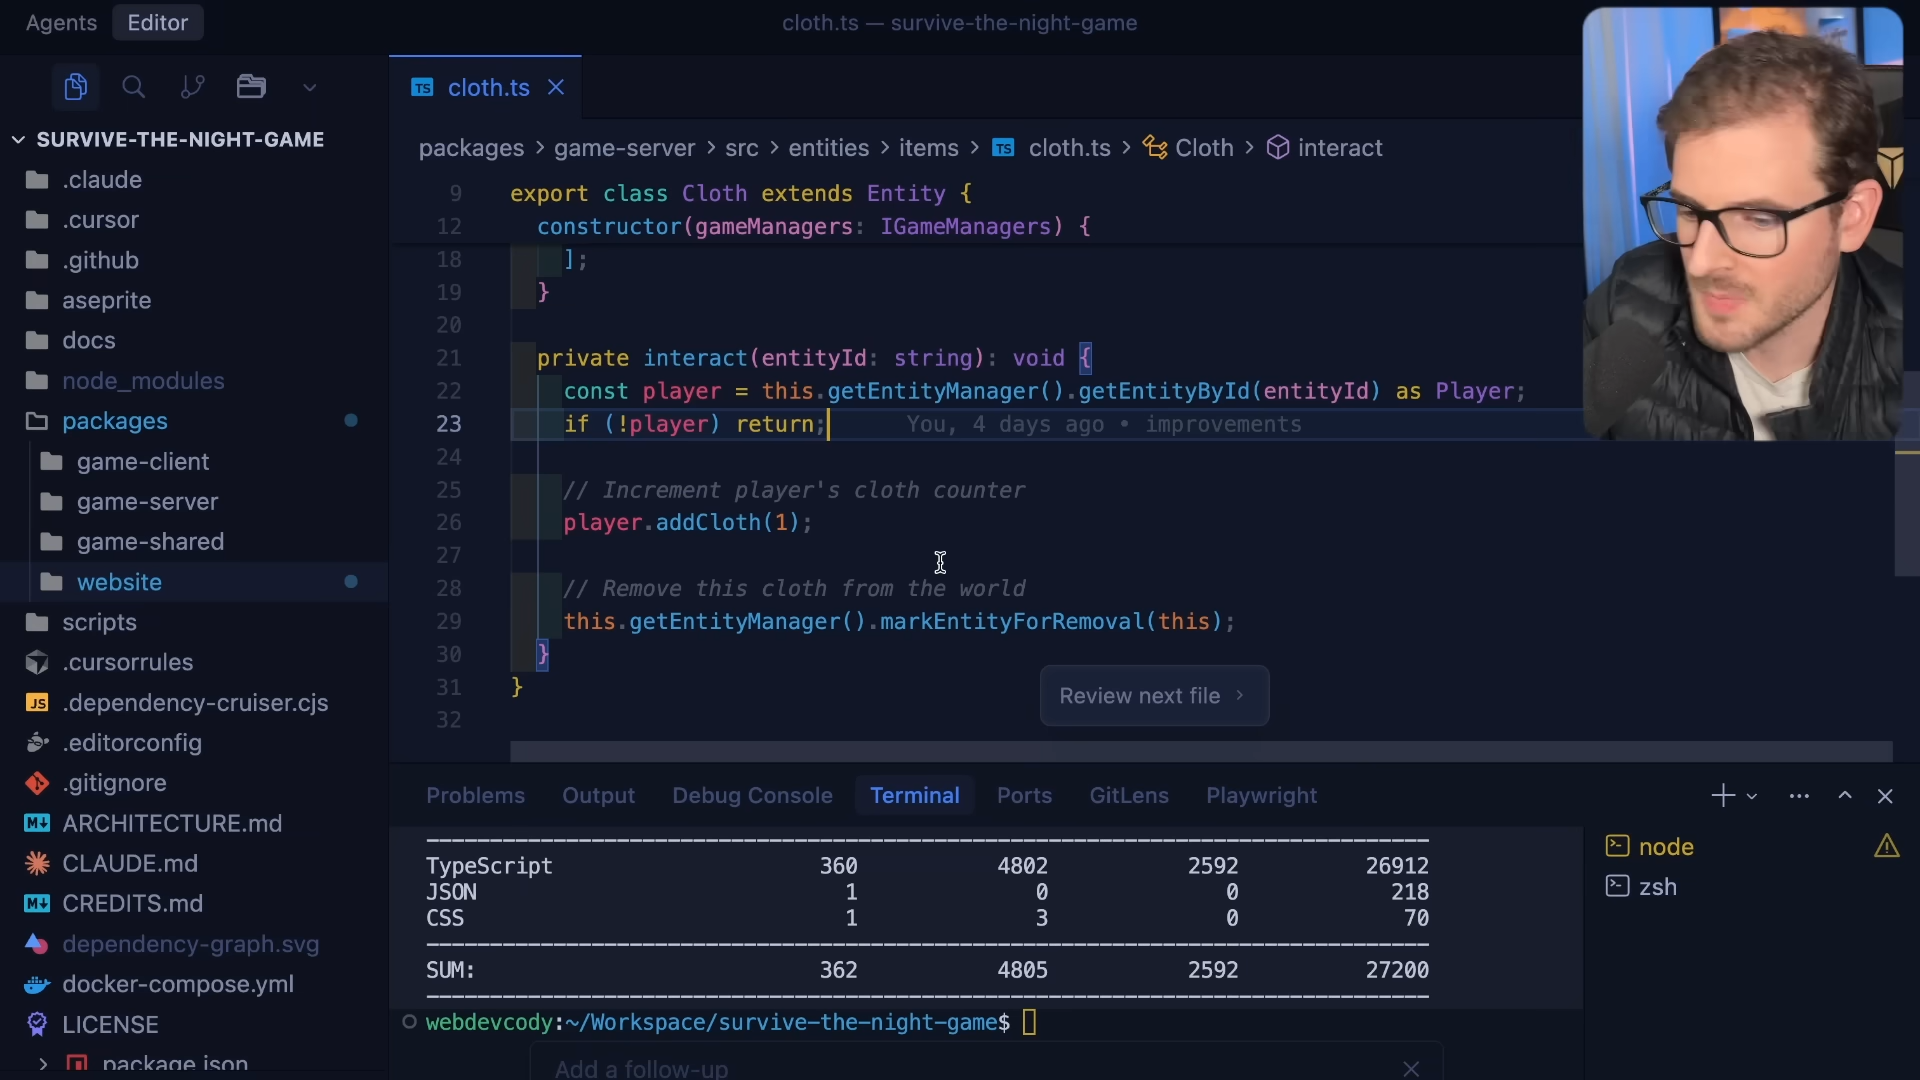 Agents Editor
cloth.ts — survive-the-night-game
SURVIVE-THE-NIGHT-GAME
.claude
.cursor
.github
aseprite
docs
node_modules
packages
game-client
game-server
game-shared
website
scripts
.cursorrules
JS .dependency-cruiser.cjs
.editorconfig
.gitignore
M↓ ARCHITECTURE.md
CLAUDE.md
M↓ CREDITS.md
dependency-graph.svg
docker-compose.yml
LICENSE
package.json
TS cloth.ts
packages > game-server > src > entities > items > TS cloth.ts > Cloth > interact
9 export class Cloth extends Entity {
12 constructor(gameManagers: IGameManagers) {
18 ];
19 }
20
21 private interact(entityId: string): void {
22 const player = this.getEntityManager().getEntityById(entityId) as Player;
23 if (!player) return; You, 4 days ago • improvements
24
25 // Increment player's cloth counter
26 player.addCloth(1);
27
28 // Remove this cloth from the world
29 this.getEntityManager().markEntityForRemoval(this);
30 }
31 }
32
Review next file >
Problems Output Debug Console Terminal Ports GitLens Playwright
TypeScript 360 4802 2592 26912
JSON 1 0 0 218
CSS 1 3 0 70
SUM: 362 4805 2592 27200
webdevcody:~/Workspace/survive-the-night-game$
Add a follow-up
node
zsh